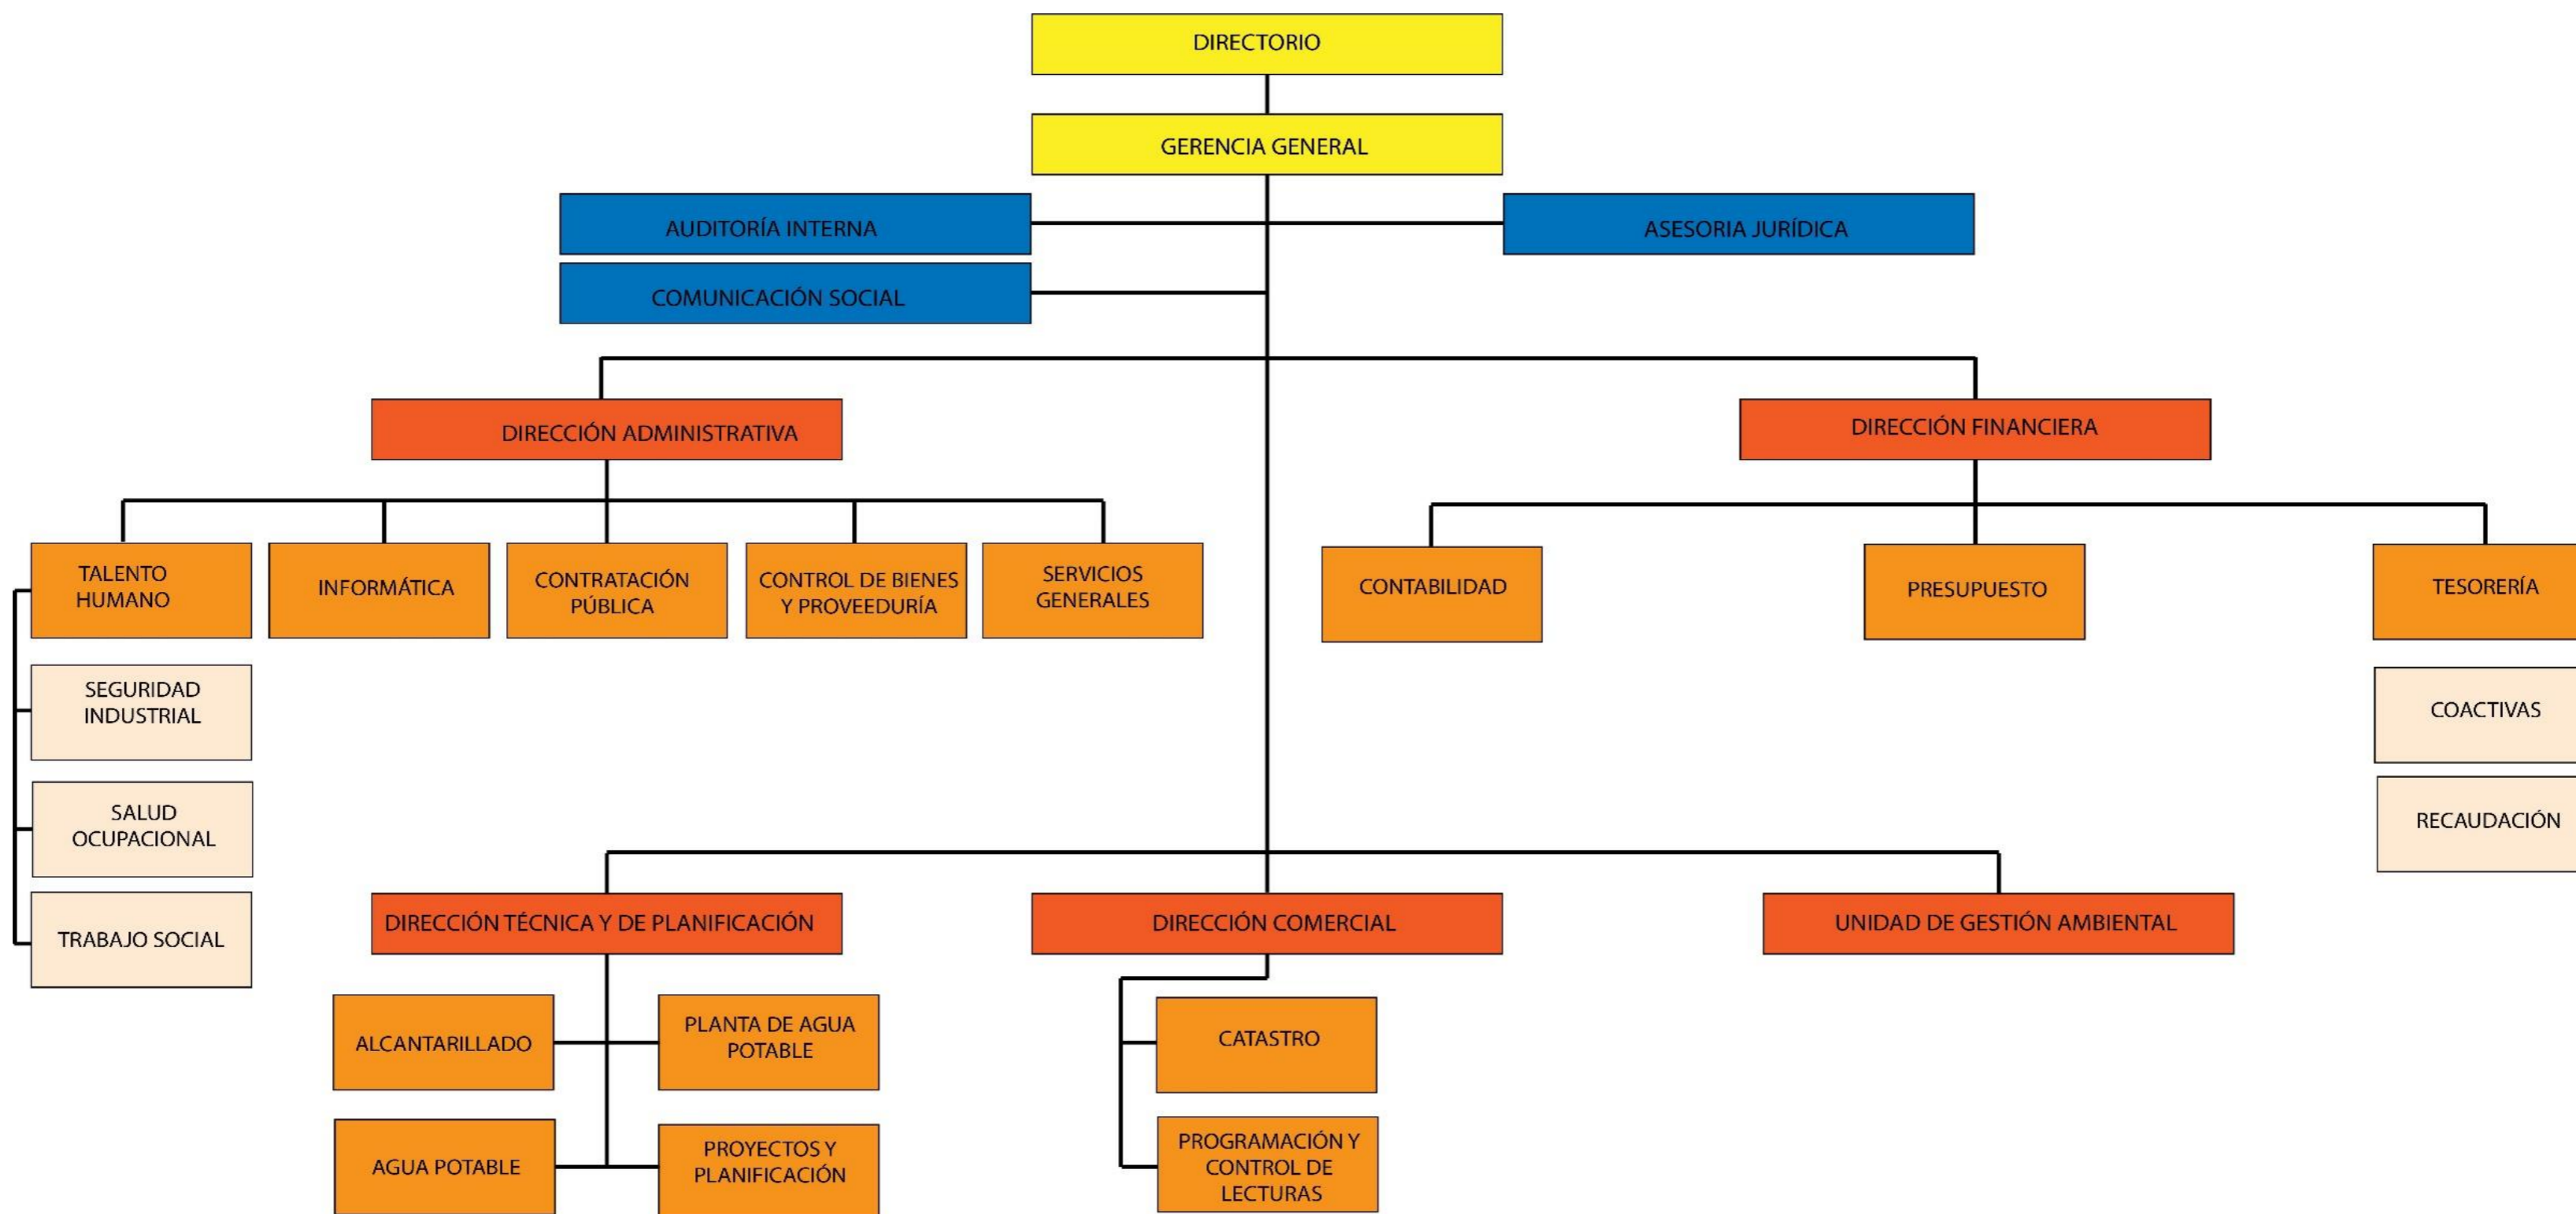 DIRECTORIO
GERENCIA GENERAL
AUDITORÍA INTERNA
ASESORIA JURÍDICA
COMUNICACIÓN SOCIAL
DIRECCIÓN ADMINISTRATIVA
DIRECCIÓN FINANCIERA
TALENTO
HUMANO
INFORMÁTICA
CONTRATACIÓN
PÚBLICA
CONTROL DE BIENES
Y PROVEEDURÍA
SERVICIOS
GENERALES
CONTABILIDAD
PRESUPUESTO
TESORERÍA
SEGURIDAD
INDUSTRIAL
COACTIVAS
SALUD
OCUPACIONAL
RECAUDACIÓN
TRABAJO SOCIAL
DIRECCIÓN TÉCNICA Y DE PLANIFICACIÓN
DIRECCIÓN COMERCIAL
UNIDAD DE GESTIÓN AMBIENTAL
ALCANTARILLADO
PLANTA DE AGUA
POTABLE
CATASTRO
AGUA POTABLE
PROYECTOS Y
PLANIFICACIÓN
PROGRAMACIÓN Y
CONTROL DE
LECTURAS